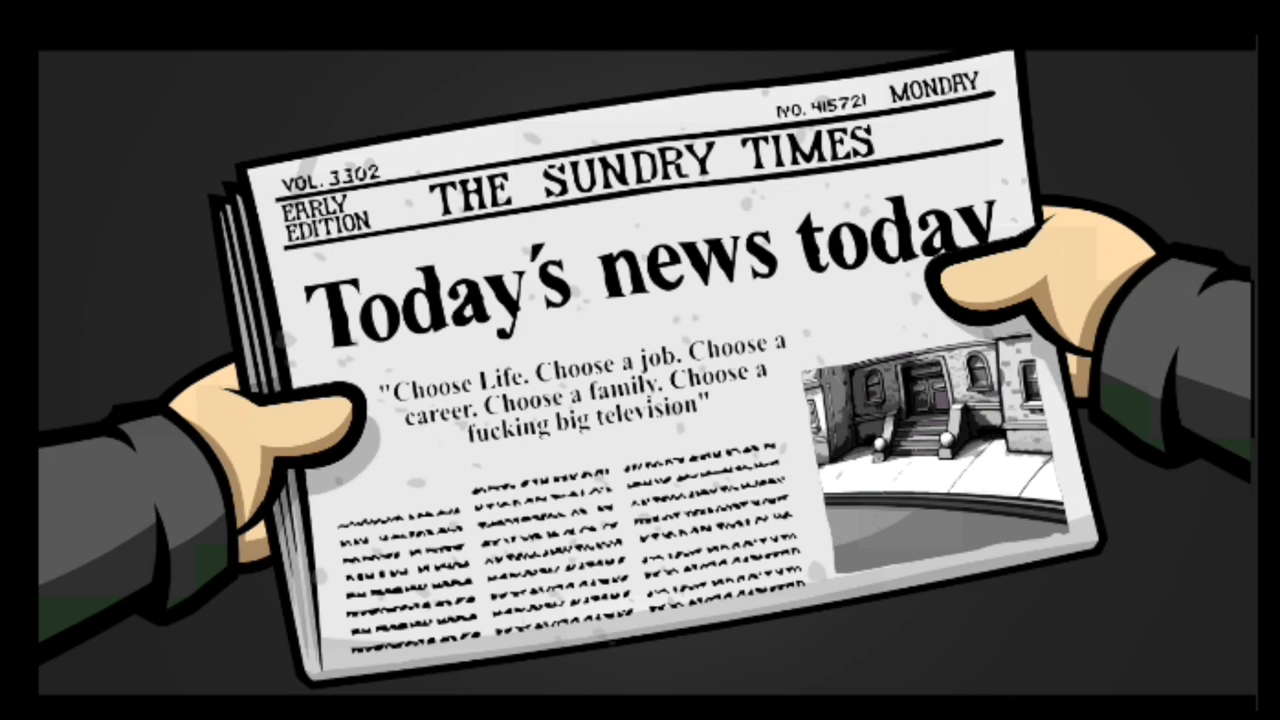 NO. 415721 MONDAY
VOL. 3302
EARLY
EDITION
THE SUNDRY TIMES
Today's news today
"Choose Life. Choose a job. Choose a
career. Choose a family. Choose a
fucking big television"